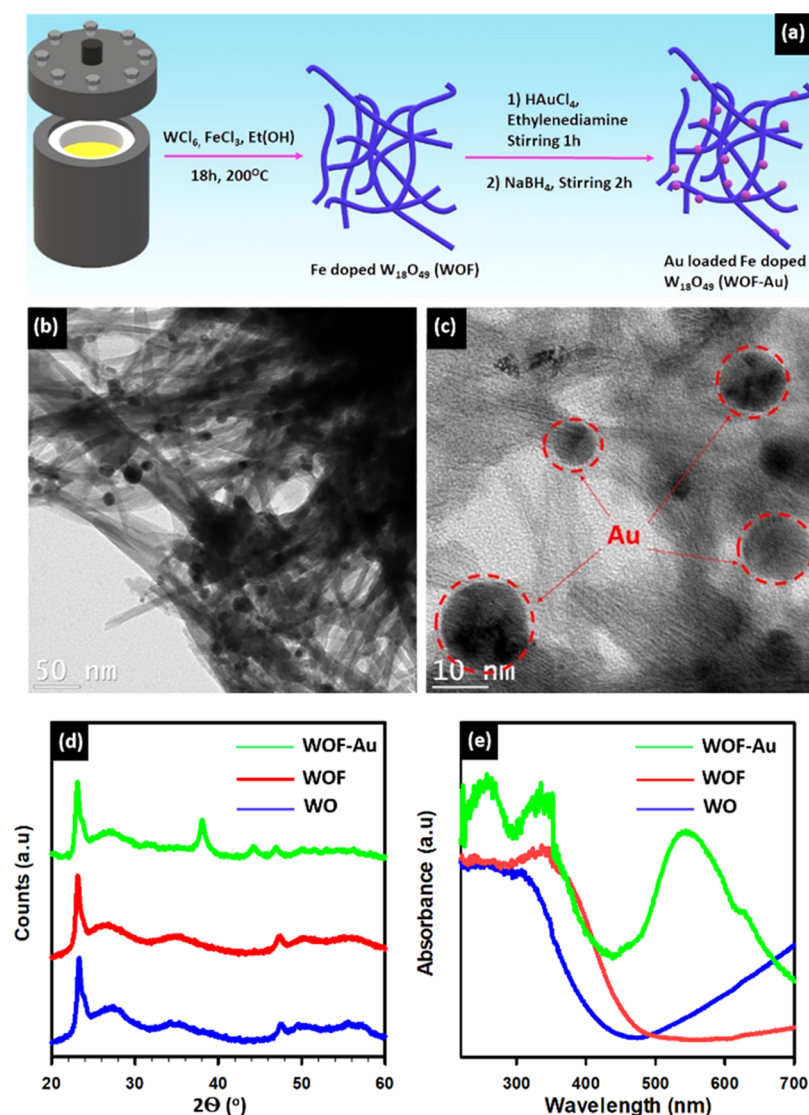 (a)
WCl₆, FeCl₃, Et(OH)
18h, 200⁰C
1) HAuCl₄,
Ethylenediamine
Stirring 1h
2) NaBH₄, Stirring 2h
Fe doped W₁₈O₄₉ (WOF)
Au loaded Fe doped
W₁₈O₄₉ (WOF-Au)
(b)
50 nm
(c)
Au
10 nm
(d)
WOF-Au
WOF
WO
Counts (a.u)
20 30 40 50 60
2Θ (°)
(e)
WOF-Au
WOF
WO
Absorbance (a.u)
300 400 500 600 700
Wavelength (nm)